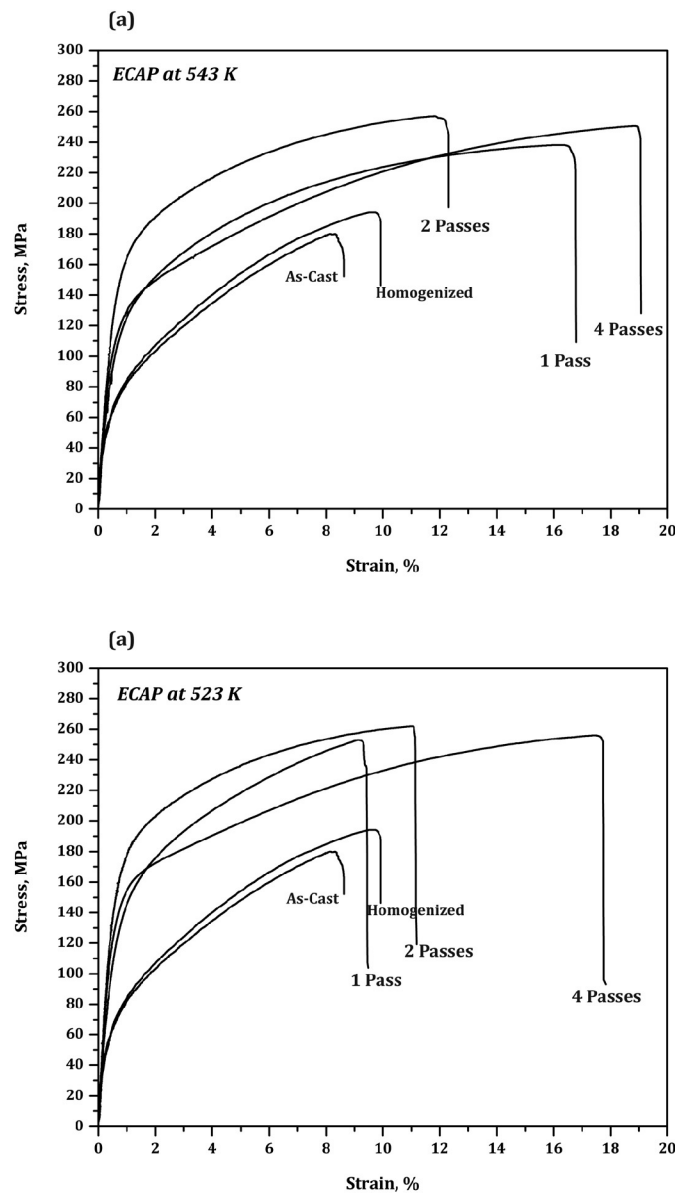 (a)
ECAP at 543 K
300
280
260
240
220
200
180
160
140
120
100
80
60
40
20
0
Stress, MPa
2 Passes
As-Cast
Homogenized
4 Passes
1 Pass
0 2 4 6 8 10 12 14 16 18 20
Strain, %
(a)
ECAP at 523 K
300
280
260
240
220
200
180
160
140
120
100
80
60
40
20
0
Stress, MPa
As-Cast
Homogenized
2 Passes
1 Pass
4 Passes
0 2 4 6 8 10 12 14 16 18 20
Strain, %